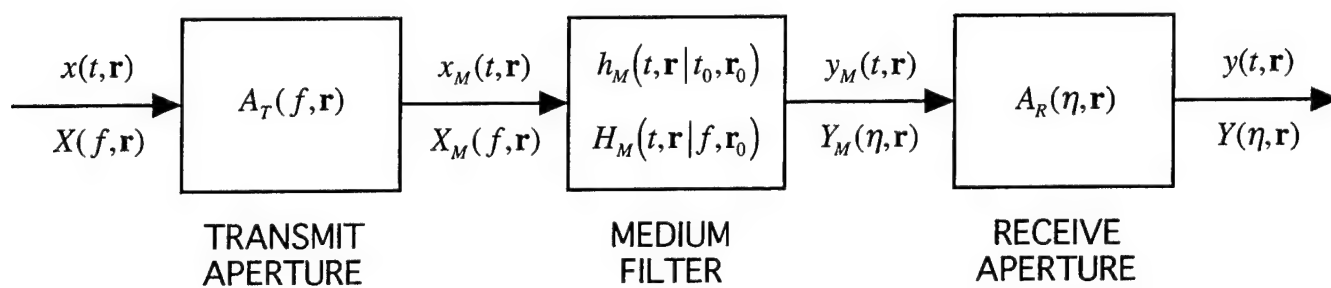 x(t,r)
X(f,r)
A_T(f,r)
x_M(t,r)
X_M(f,r)
h_M(t,r|t_0,r_0)
H_M(t,r|f,r_0)
y_M(t,r)
Y_M(η,r)
A_R(η,r)
y(t,r)
Y(η,r)
TRANSMIT
APERTURE
MEDIUM
FILTER
RECEIVE
APERTURE